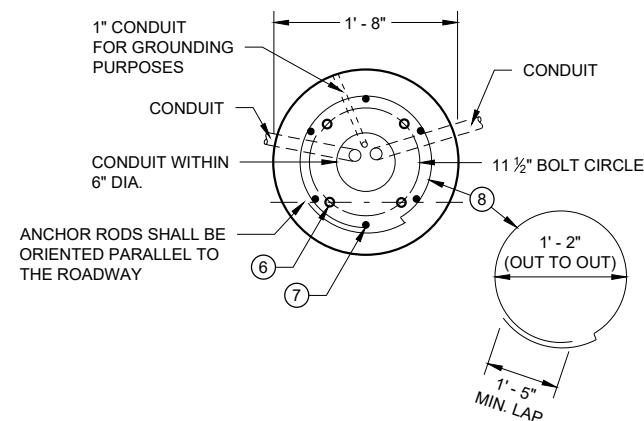 1" CONDUIT
FOR GROUNDING
PURPOSES
1' - 8"
CONDUIT
CONDUIT
CONDUIT WITHIN
6" DIA.
11 ½" BOLT CIRCLE
8
ANCHOR RODS SHALL BE
ORIENTED PARALLEL TO
THE ROADWAY
6
7
1' - 2"
(OUT TO OUT)
1' - 5"
MIN. LAP